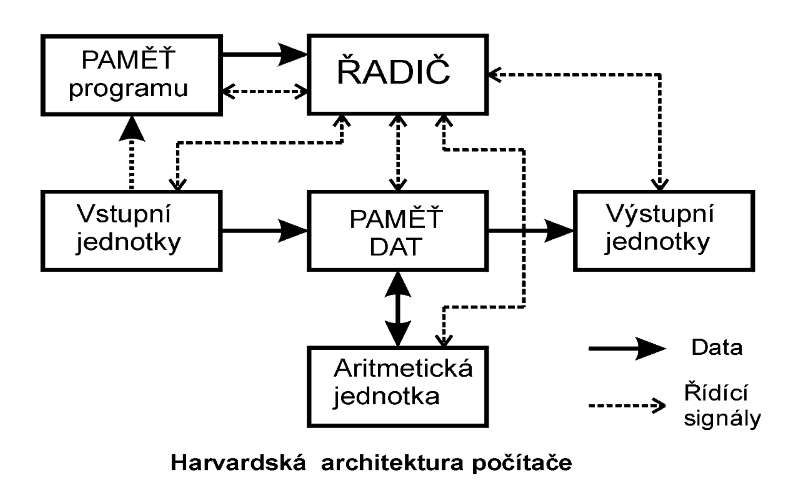 PAMĚŤ
programu
ŘADIČ
Vstupní
jednotky
PAMĚŤ
DAT
Výstupní
jednotky
Aritmetická
jednotka
Data
Řídící
signály
Harvardská architektura počítače